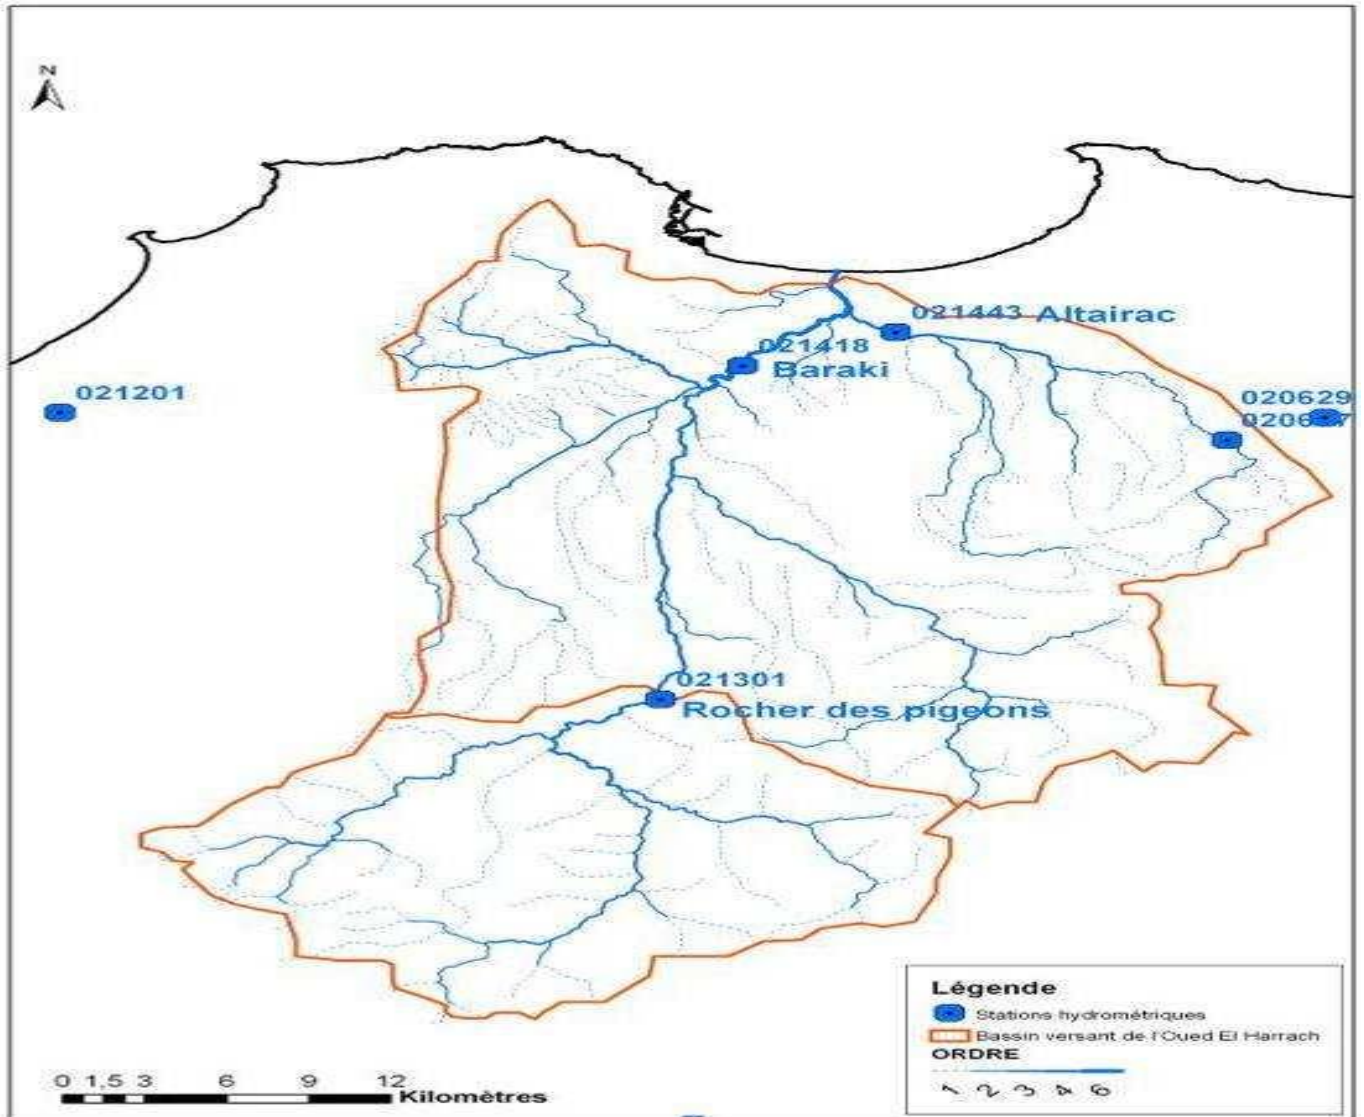 N
021443 Altairac
021418
Baraki
021201
020629
021301
Rocher des pigeons
Légende
Stations hydrométriques
Bassin versant de l'Oued El Harrach
ORDRE
1 2 3 4 5 6
0 1,5 3 6 9 12
Kilomètres